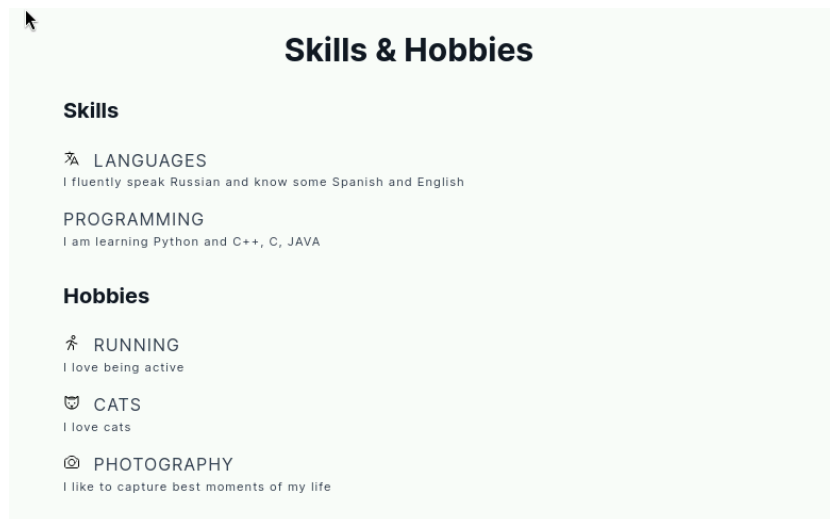 Skills & Hobbies
Skills
LANGUAGES
I fluently speak Russian and know some Spanish and English
PROGRAMMING
I am learning Python and C++, C, JAVA
Hobbies
RUNNING
I love being active
CATS
I love cats
PHOTOGRAPHY
I like to capture best moments of my life